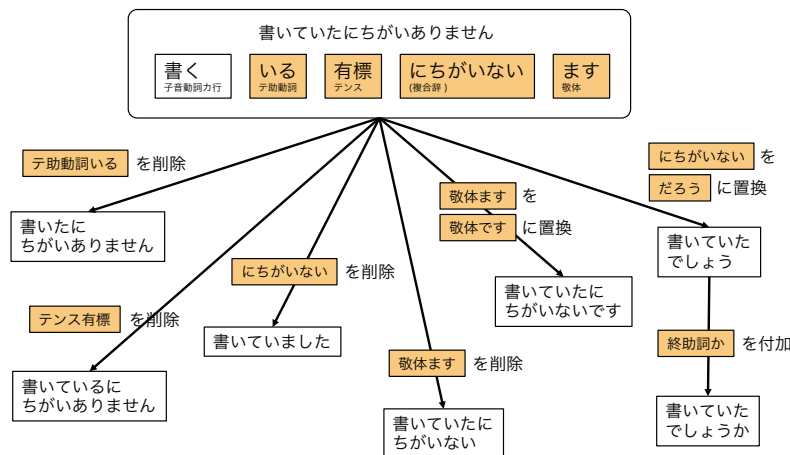 書いていたにちがいありません
書く
子音動詞カ行
いる
テ助動詞
有標
テンス
にちがいない
(複合辞 )
ます
敬体
テ助動詞いる を削除
書いたに
ちがいありません
テンス有標 を削除
書いているに
ちがいありません
にちがいない を削除
書いていました
敬体ます を削除
書いていたに
ちがいない
敬体ます を
敬体です に置換
書いていたに
ちがいないです
にちがいない を
だろう に置換
書いていた
でしょう
終助詞か を付加
書いていた
でしょうか